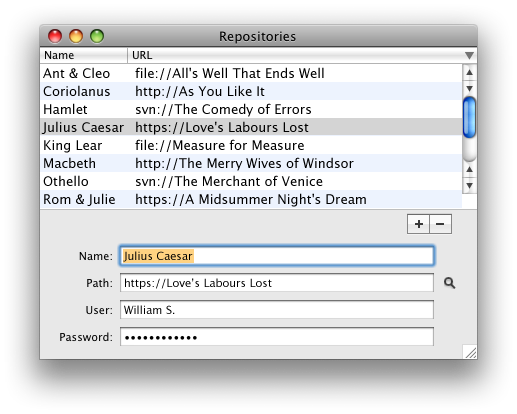 Repositories
Name URL
Ant & Cleo file://All's Well That Ends Well
Coriolanus http://As You Like It
Hamlet svn://The Comedy of Errors
Julius Caesar https://Love's Labours Lost
King Lear file://Measure for Measure
Macbeth http://The Merry Wives of Windsor
Othello svn://The Merchant of Venice
Rom & Julie https://A Midsummer Night's Dream
+ −
Name: Julius Caesar
Path: https://Love's Labours Lost
User: William S.
Password: ••••••••••••